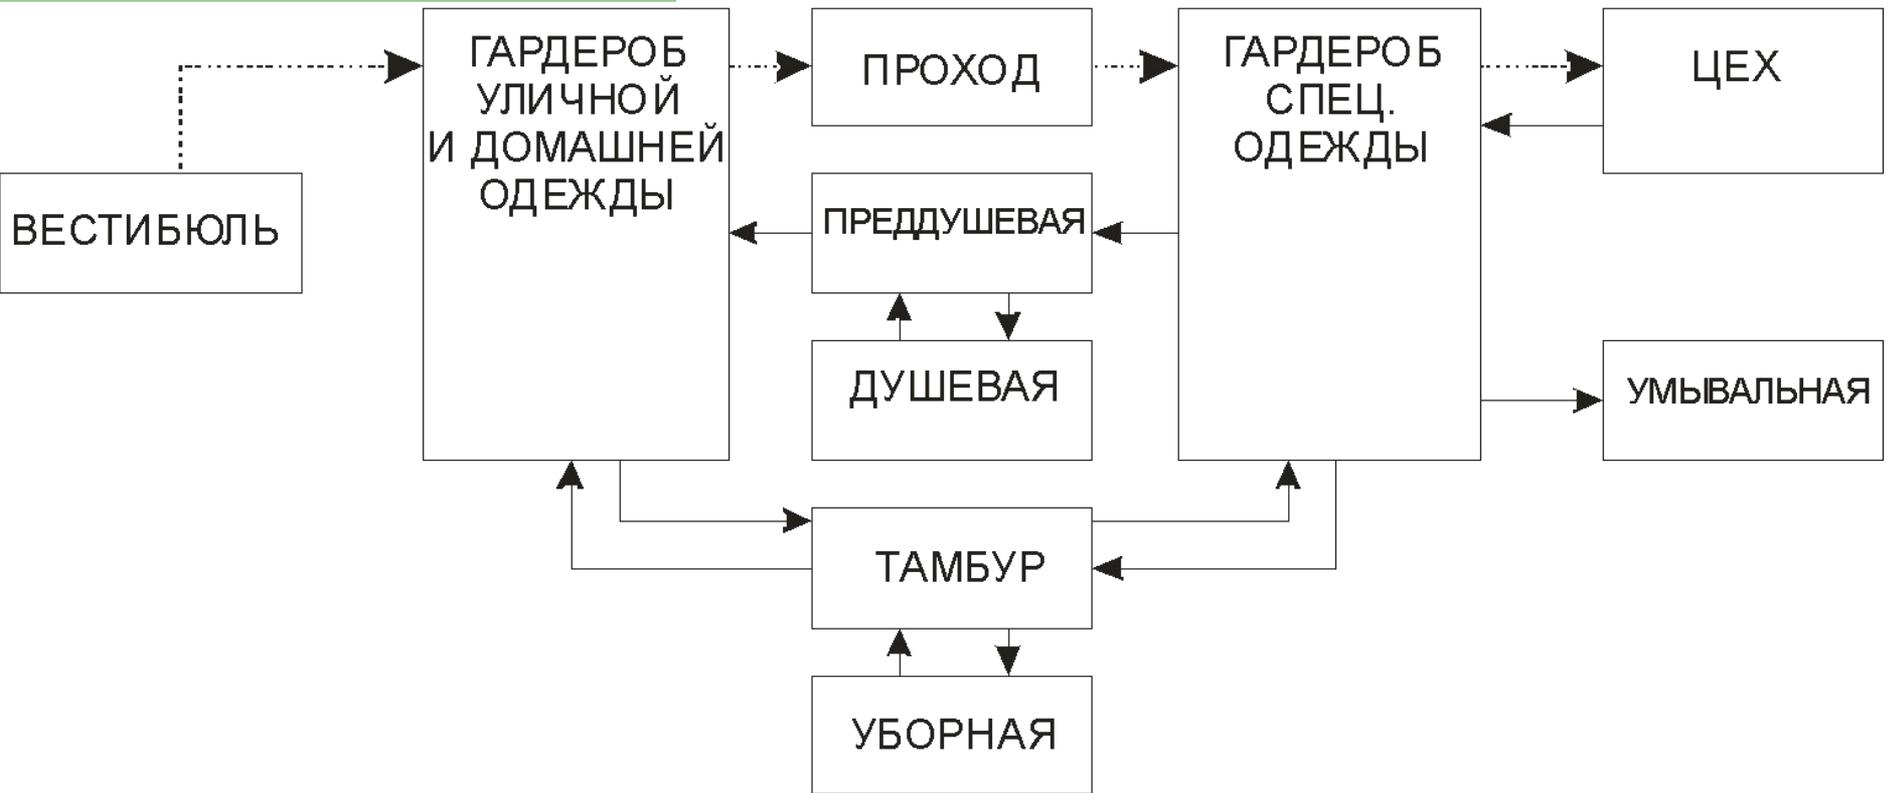 ГАРДЕРОБ
УЛИЧНОЙ
И ДОМАШНЕЙ
ОДЕЖДЫ
ПРОХОД
ГАРДЕРОБ
СПЕЦ.
ОДЕЖДЫ
ЦЕХ
ВЕСТИБЮЛЬ
ПРЕДДУШЕВАЯ
ДУШЕВАЯ
УМЫВАЛЬНАЯ
ТАМБУР
УБОРНАЯ